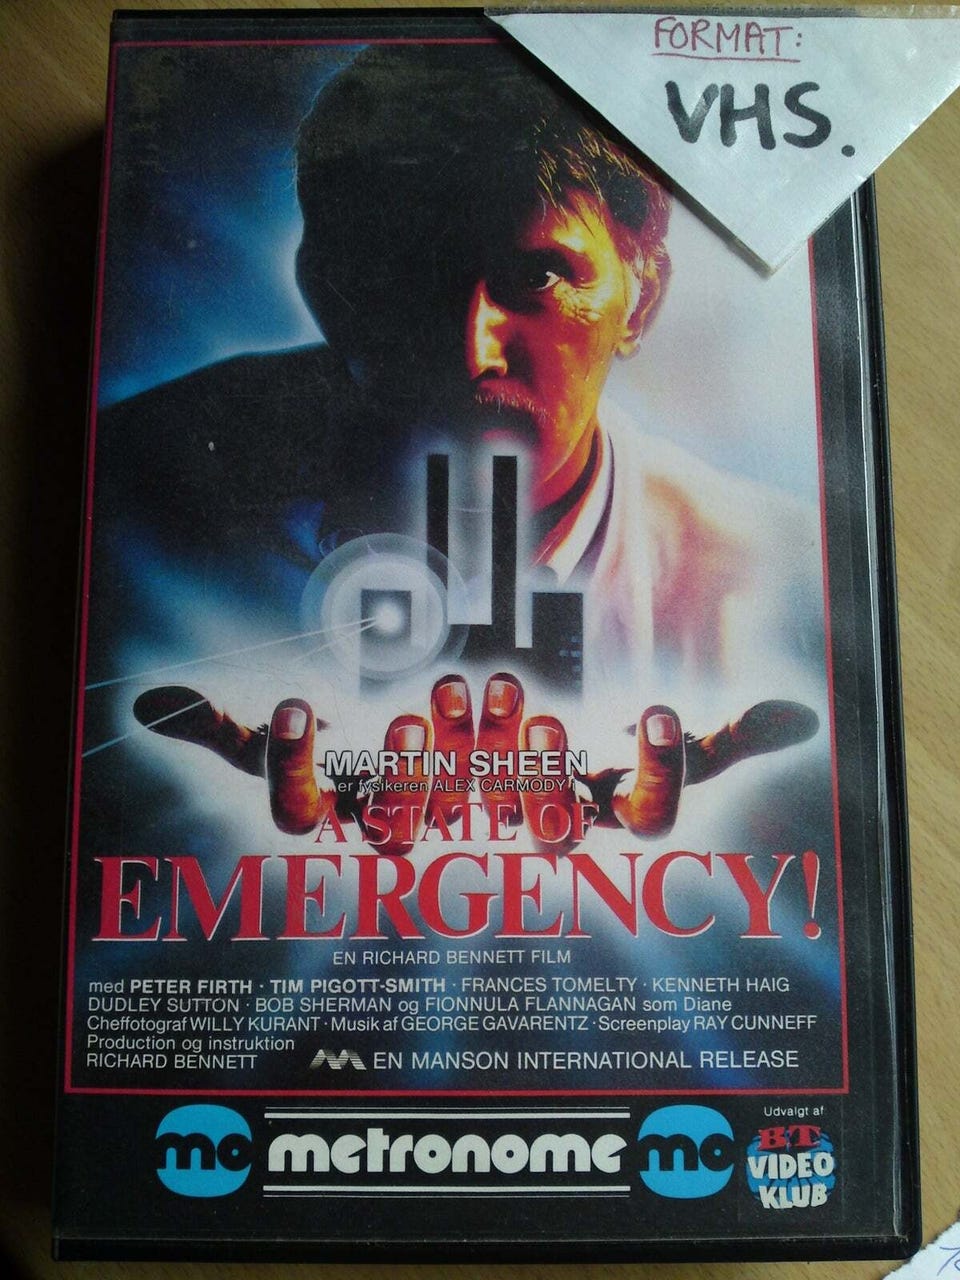 FORMAT:
VHS.
MARTIN SHEEN
er fysikeren ALEX CARMODY i
A STATE OF
EMERGENCY!
EN RICHARD BENNETT FILM
med PETER FIRTH · TIM PIGOTT-SMITH · FRANCES TOMELTY · KENNETH HAIG
DUDLEY SUTTON · BOB SHERMAN og FIONNULA FLANNAGAN som Diane
Cheffotograf WILLY KURANT · Musik af GEORGE GAVARENTZ · Screenplay RAY CUNNEFF
Production og instruktion
RICHARD BENNETT
EN MANSON INTERNATIONAL RELEASE
mo metronome mo
Udvalgt af
BT
VIDEO
KLUB